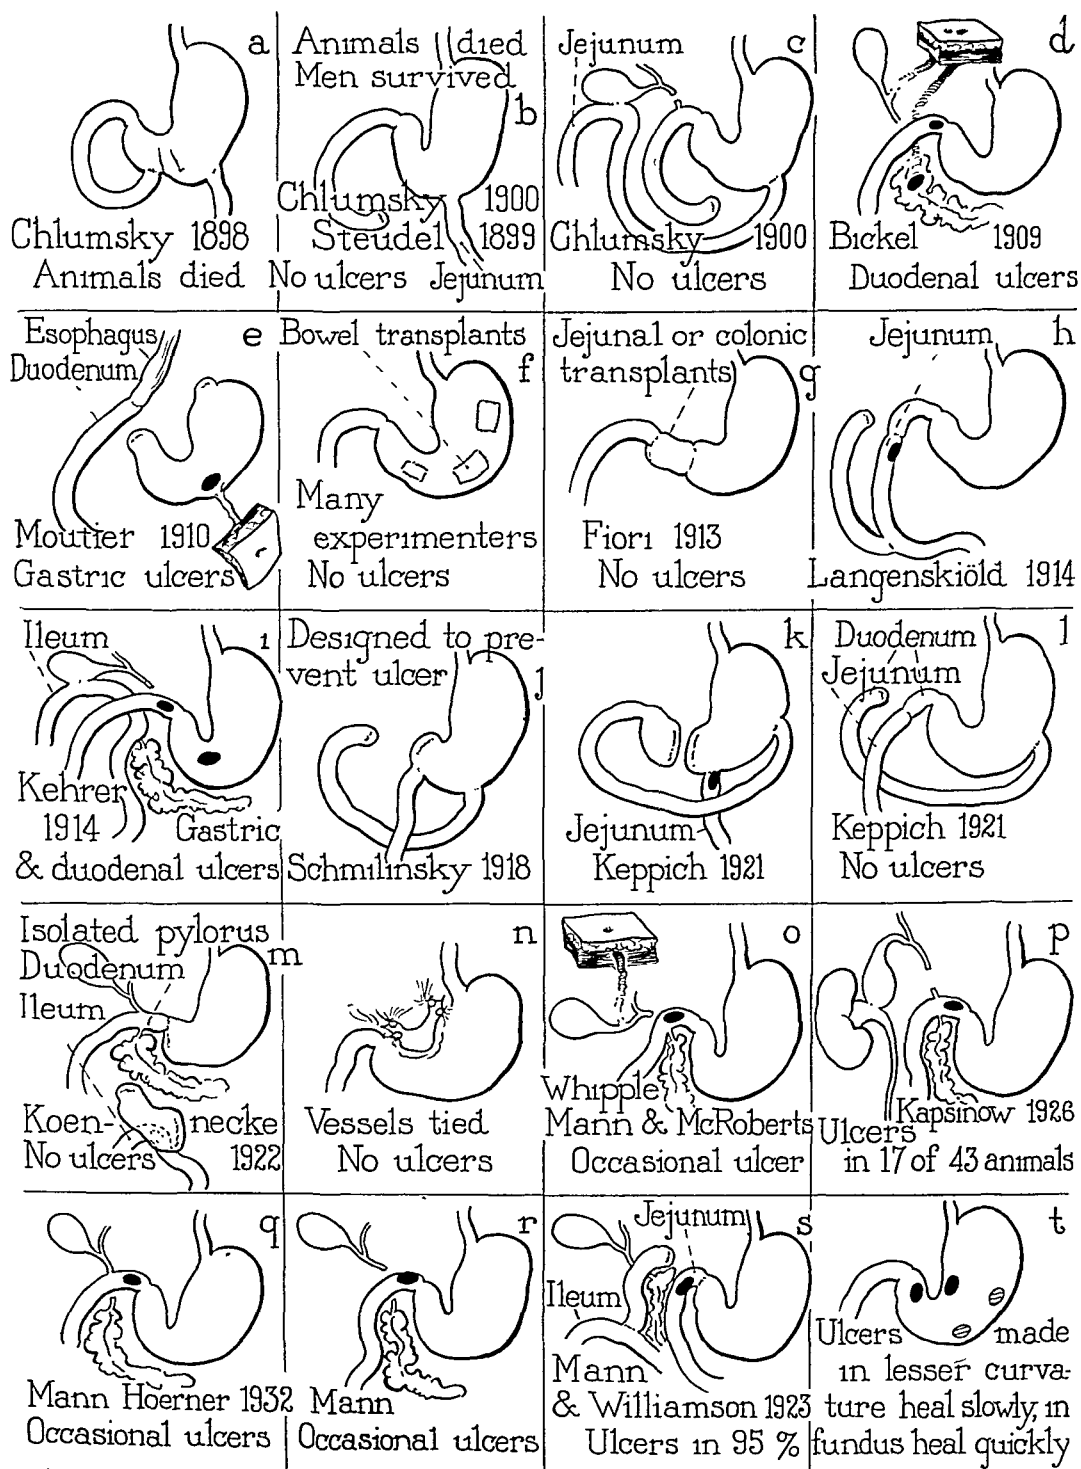 a
Chlumsky 1898
Animals died
Animals died
Men survived
b
Chlumsky 1900
Steudel 1899
No ulcers Jejunum
Jejunum
c
Chlumsky 1900
No ulcers
d
Bickel 1909
Duodenal ulcers
Esophagus
e
Duodenum
Moutier 1910
Gastric ulcers
Bowel transplants
f
Many
experimenters
No ulcers
Jejunal or colonic
transplants
g
Fiori 1913
No ulcers
Jejunum
h
Langenskiöld 1914
Ileum
i
Kehrer
1914 Gastric
& duodenal ulcers
Designed to pre-
vent ulcer
j
Schmilinsky 1918
k
Jejunum
Keppich 1921
Duodenum
l
Jejunum
Keppich 1921
No ulcers
Isolated pylorus
m
Duodenum
Ileum
Koen- necke
No ulcers 1922
n
Vessels tied
No ulcers
o
Whipple
Mann & McRoberts
Occasional ulcer
p
Kapsinow 1926
Ulcers
in 17 of 43 animals
q
Mann Hoerner 1932
Occasional ulcers
r
Mann
Occasional ulcers
Jejunum
s
Ileum
Mann
& Williamson 1923
Ulcers in 95 %
t
Ulcers made
in lesser curva-
ture heal slowly, in
fundus heal quickly